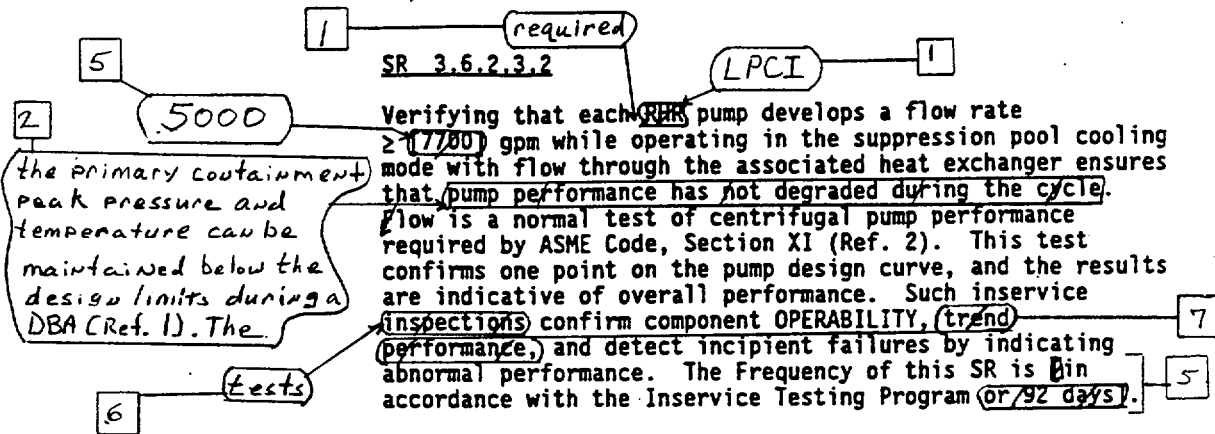 1
required
5
SR 3.6.2.3.2
LPCI
1
5000
2
Verifying that each RHR pump develops a flow rate
≥ [7700] gpm while operating in the suppression pool cooling
mode with flow through the associated heat exchanger ensures
that pump performance has not degraded during the cycle.
Flow is a normal test of centrifugal pump performance
required by ASME Code, Section XI (Ref. 2). This test
confirms one point on the pump design curve, and the results
are indicative of overall performance. Such inservice
inspections confirm component OPERABILITY, trend
performance, and detect incipient failures by indicating
abnormal performance. The Frequency of this SR is [in
accordance with the Inservice Testing Program or 92 days].
the primary containment
peak pressure and
temperature can be
maintained below the
design limits during a
DBA (Ref. 1). The
7
5
tests
6